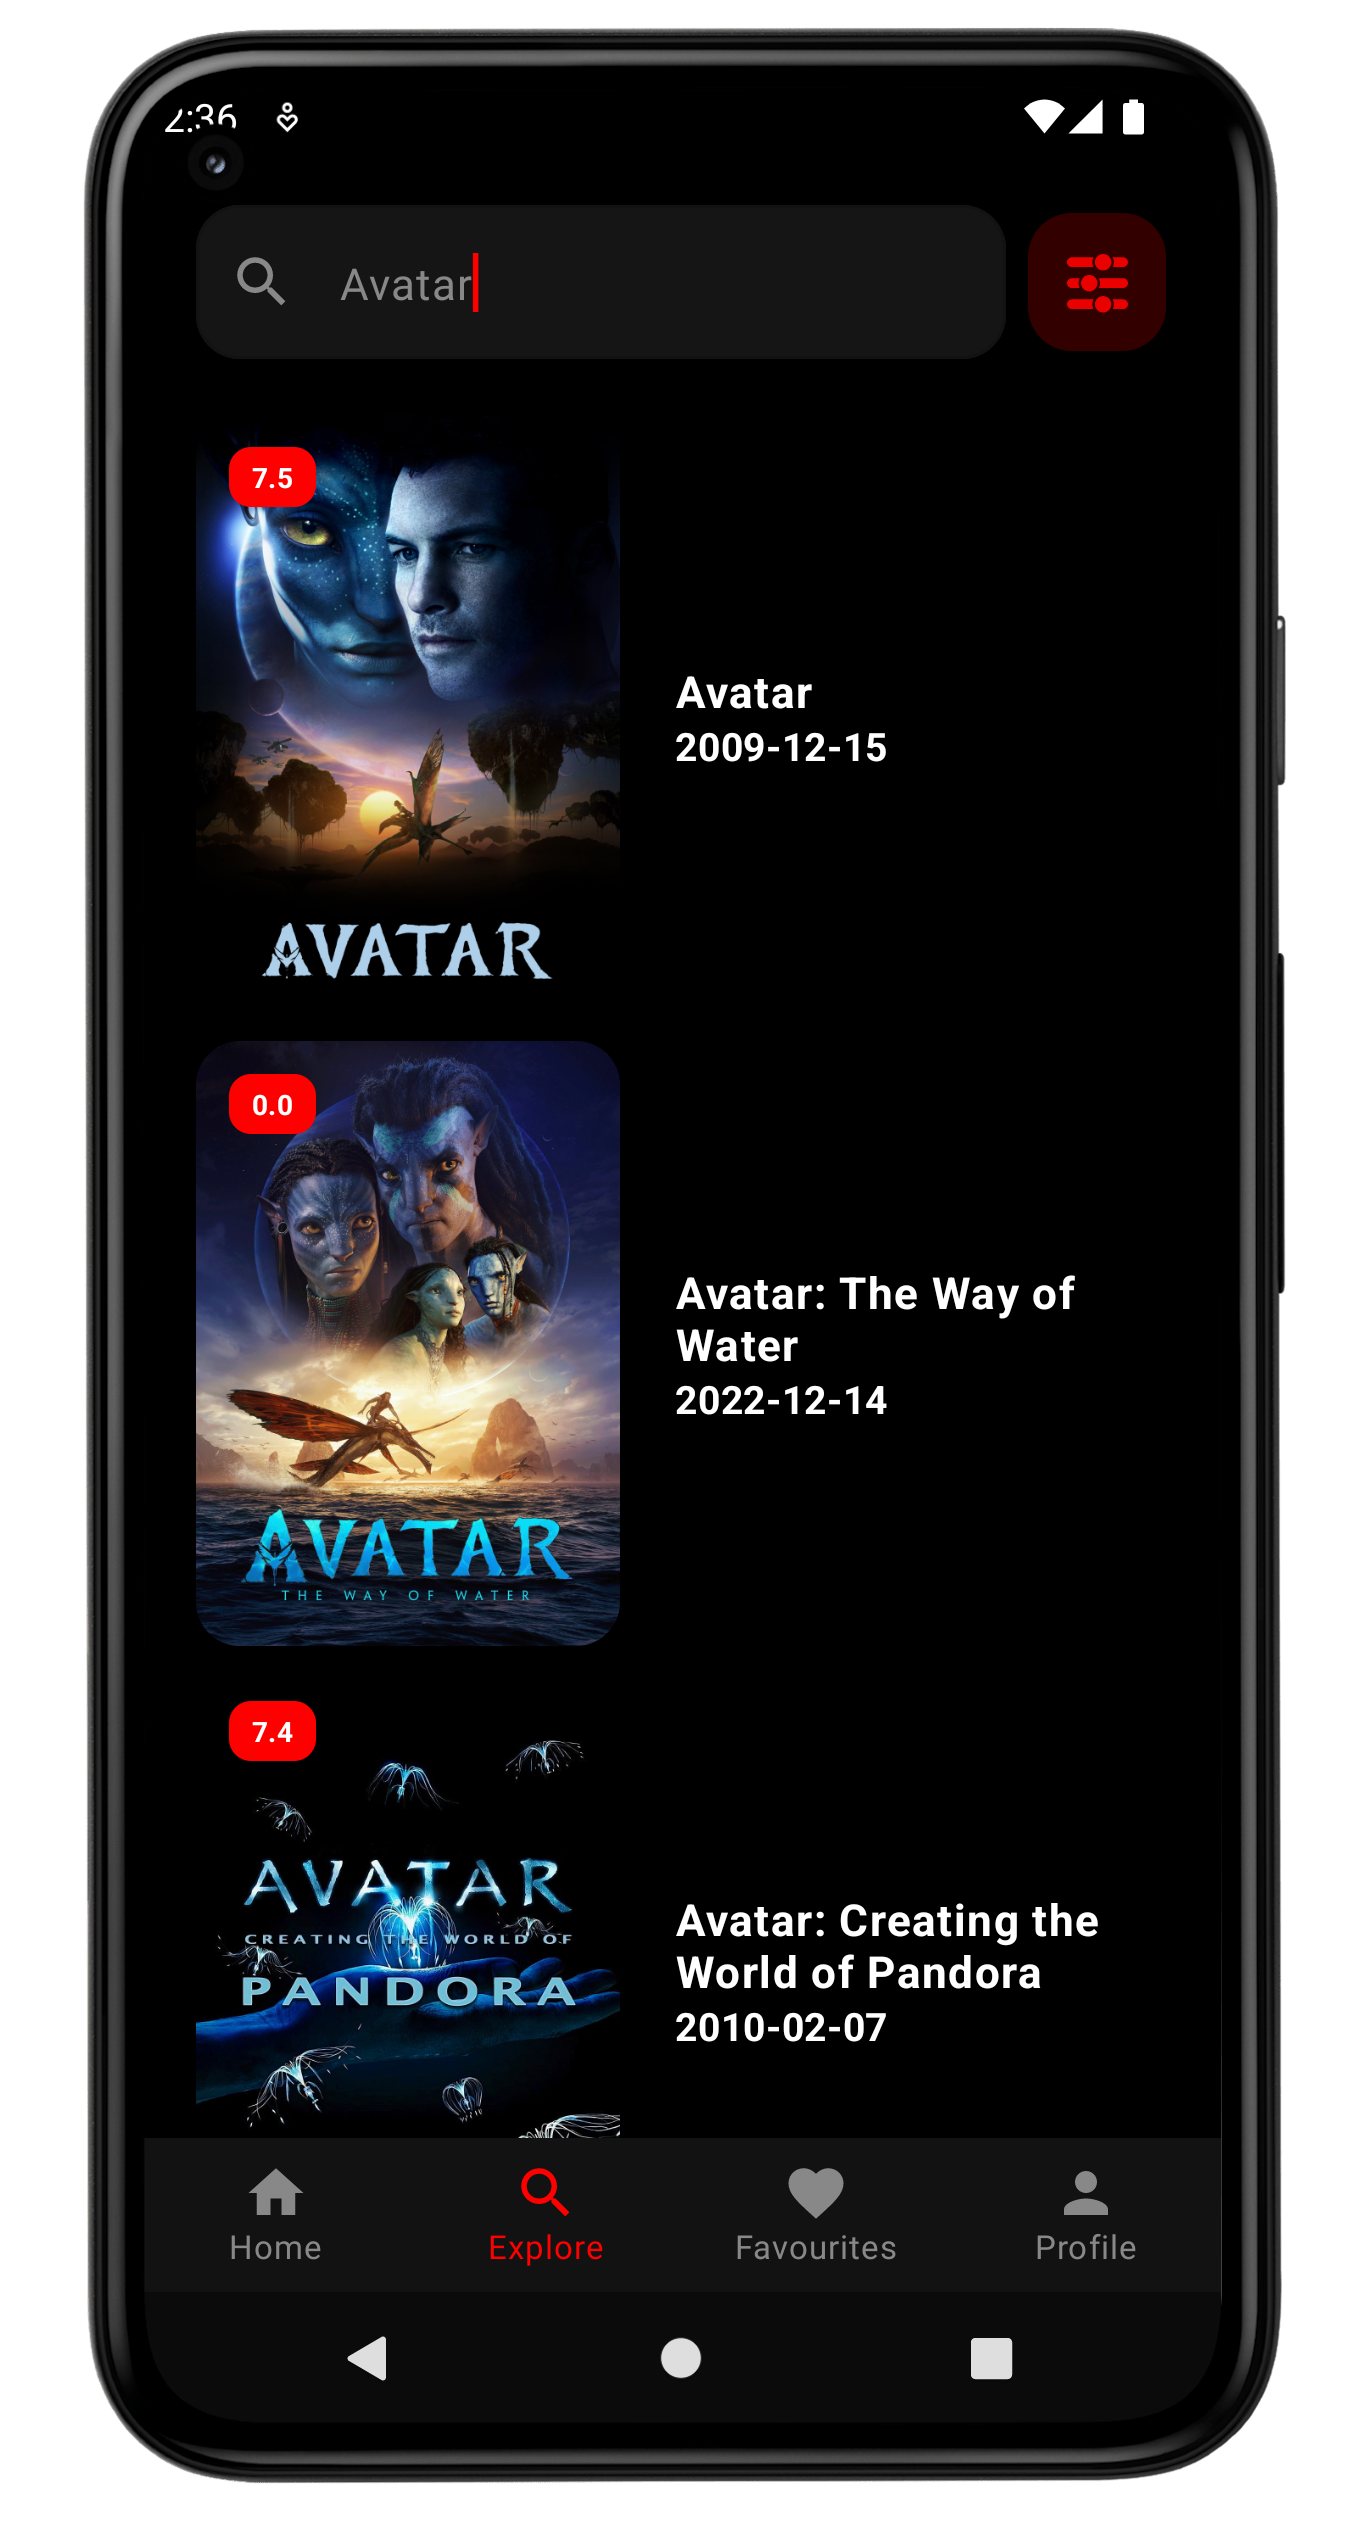 2:36
Avatar
7.5
Avatar
2009-12-15
AVATAR
0.0
Avatar: The Way of
Water
2022-12-14
AVATAR
THE WAY OF WATER
7.4
AVATAR
CREATING THE WORLD OF
PANDORA
Avatar: Creating the
World of Pandora
2010-02-07
Home
Explore
Favourites
Profile